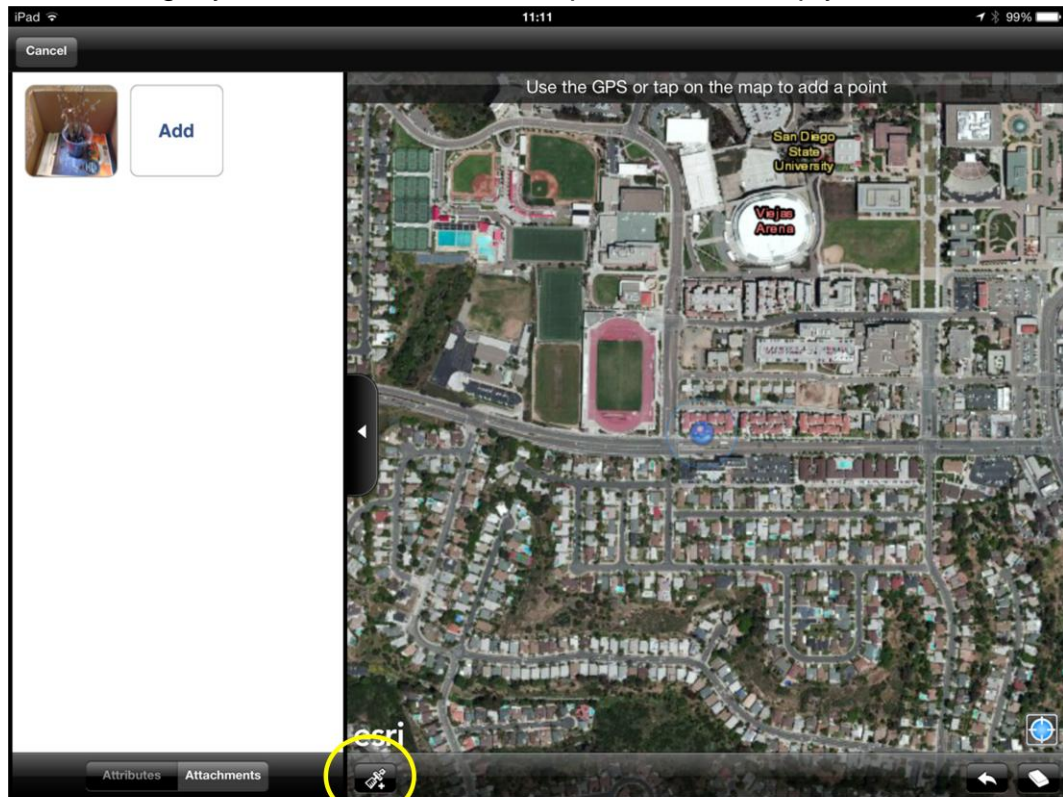 iPad
11:11
99%
Cancel
Use the GPS or tap on the map to add a point
Add
San Diego
State
University
Viejas
Arena
esri
Attributes
Attachments